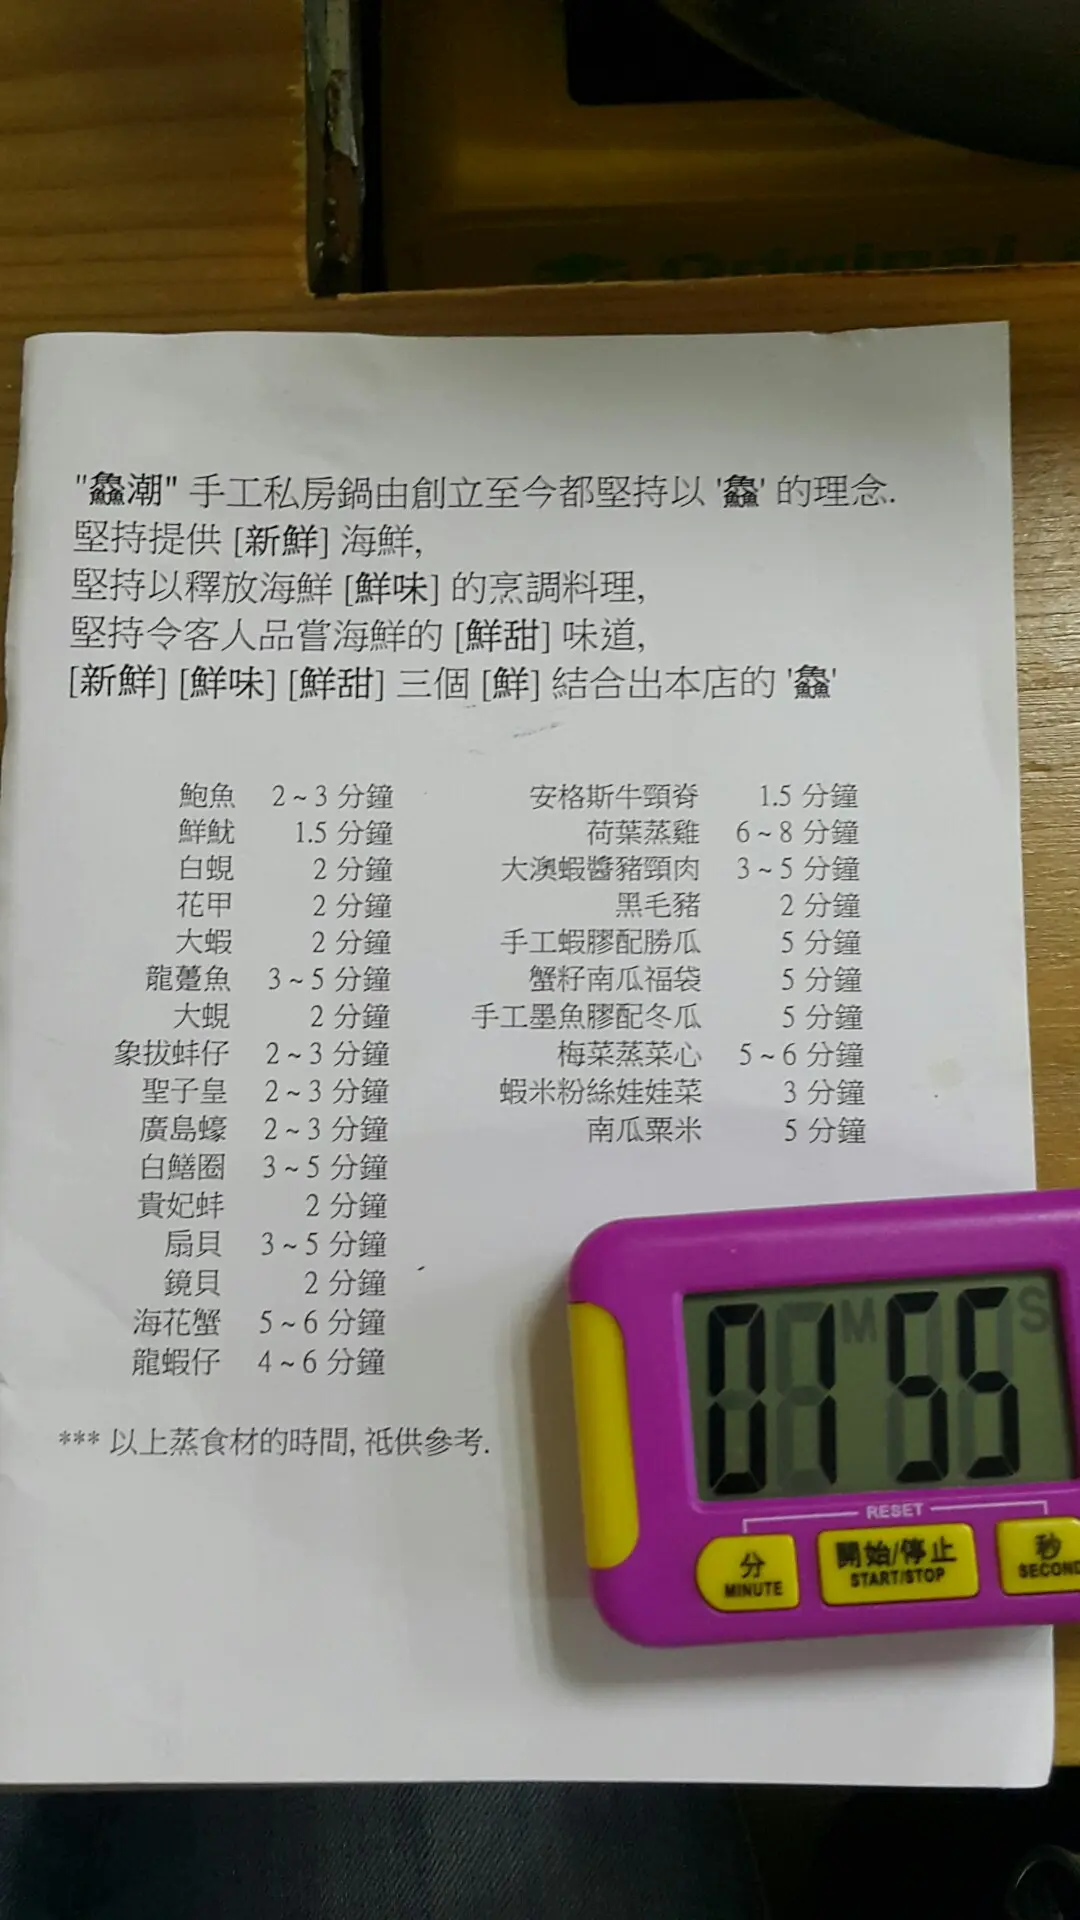 "鱻潮" 手工私房鍋由創立至今都堅持以 '鱻' 的理念.
堅持提供 [新鮮] 海鮮,
堅持以釋放海鮮 [鮮味] 的烹調料理,
堅持令客人品嘗海鮮的 [鮮甜] 味道,
[新鮮] [鮮味] [鮮甜] 三個 [鮮] 結合出本店的 '鱻'
鮑魚 2~3 分鐘
鮮魷 1.5 分鐘
白蜆 2 分鐘
花甲 2 分鐘
大蝦 2 分鐘
龍躉魚 3~5 分鐘
大蜆 2 分鐘
象拔蚌仔 2~3 分鐘
聖子皇 2~3 分鐘
廣島蠔 2~3 分鐘
白鱔圈 3~5 分鐘
貴妃蚌 2 分鐘
扇貝 3~5 分鐘
鏡貝 2 分鐘
海花蟹 5~6 分鐘
龍蝦仔 4~6 分鐘
安格斯牛頸脊 1.5 分鐘
荷葉蒸雞 6~8 分鐘
大澳蝦醬豬頸肉 3~5 分鐘
黑毛豬 2 分鐘
手工蝦膠配勝瓜 5 分鐘
蟹籽南瓜福袋 5 分鐘
手工墨魚膠配冬瓜 5 分鐘
梅菜蒸菜心 5~6 分鐘
蝦米粉絲娃娃菜 3 分鐘
南瓜粟米 5 分鐘
*** 以上蒸食材的時間, 祗供參考.
01 M 55 S
RESET
分
MINUTE
開始/停止
START/STOP
秒
SECOND
Original